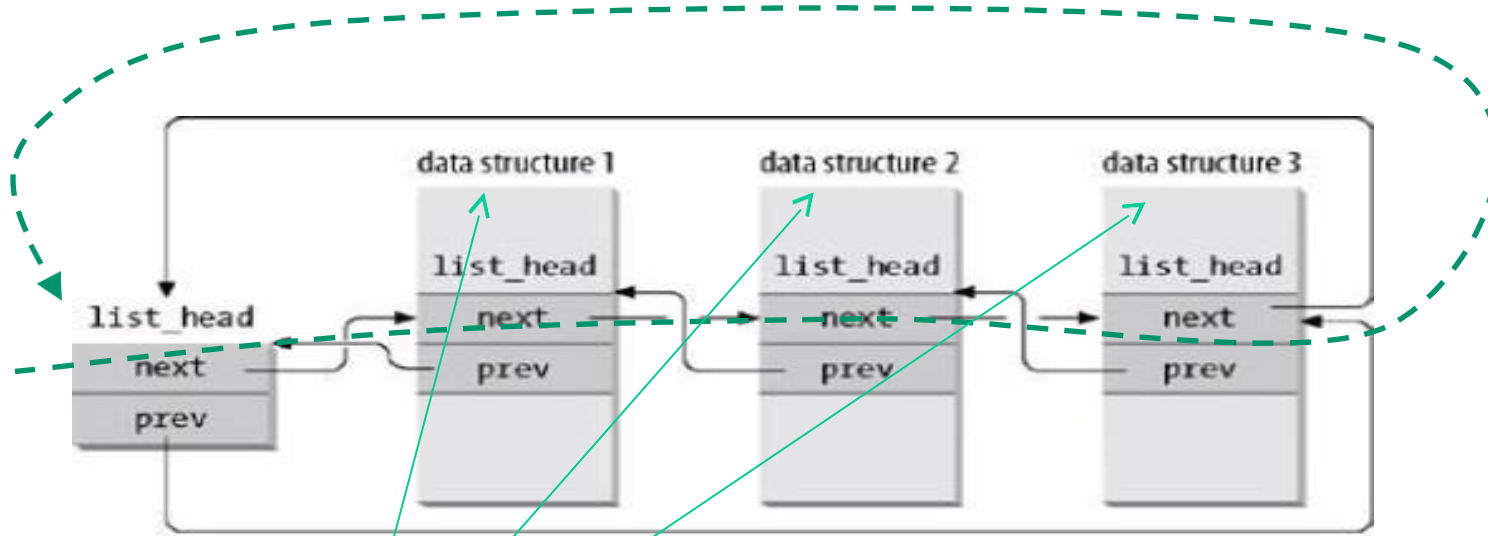 data structure 1
data structure 2
data structure 3
list_head
list_head
list_head
list_head
next
next
next
next
prev
prev
prev
prev